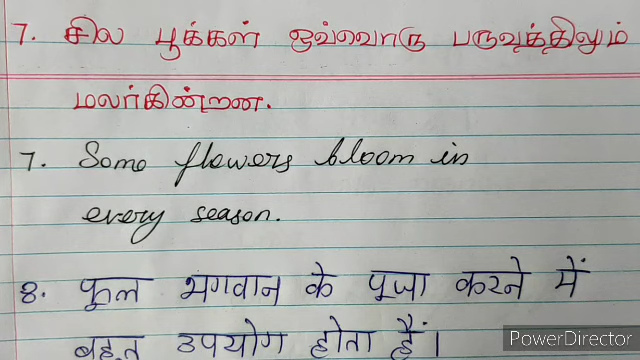 7. சில பூக்கள் ஒவ்வொரு பருவத்திலும்
மலர்கின்றன.
7. Some flowers bloom in
every season.
8. फूल भगवान के पूजा करने में
बहुत उपयोग होता हैं।
PowerDirector